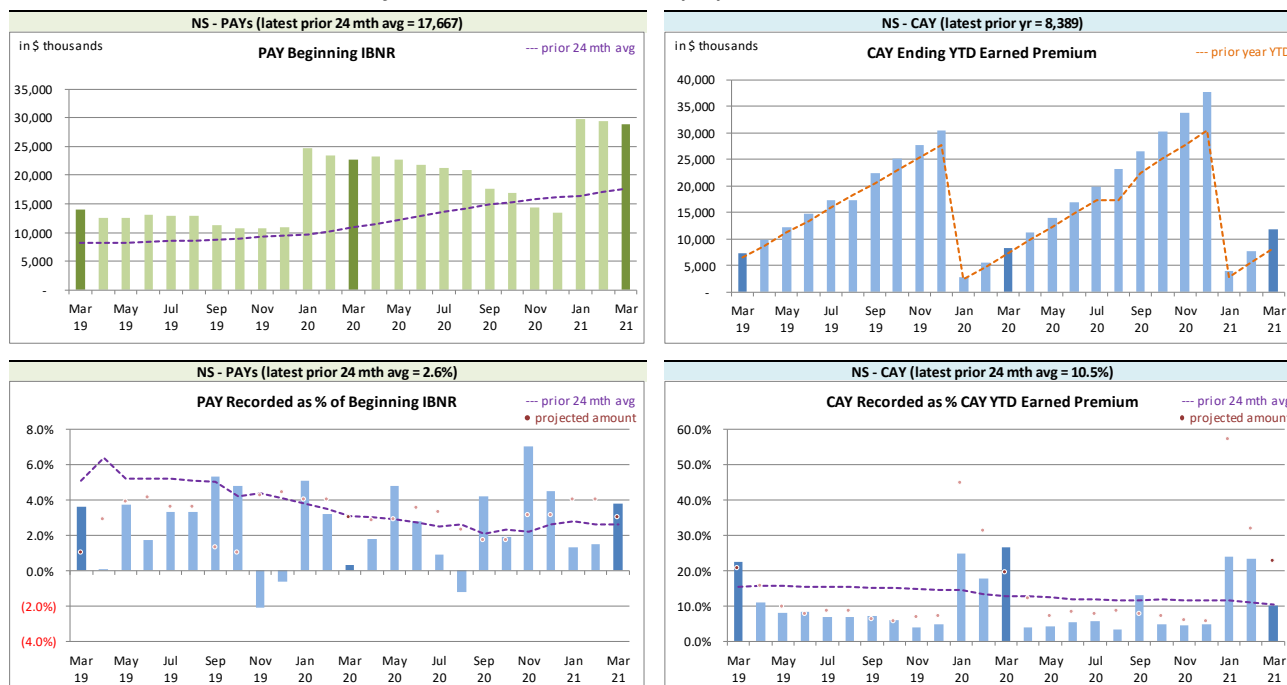 NS - PAYs (latest prior 24 mth avg = 17,667)
in $ thousands
PAY Beginning IBNR
--- prior 24 mth avg
35,000
30,000
25,000
20,000
15,000
10,000
5,000
-
Mar 19 May 19 Jul 19 Sep 19 Nov 19 Jan 20 Mar 20 May 20 Jul 20 Sep 20 Nov 20 Jan 21 Mar 21
NS - CAY (latest prior yr = 8,389)
in $ thousands
CAY Ending YTD Earned Premium
--- prior year YTD
40,000
35,000
30,000
25,000
20,000
15,000
10,000
5,000
-
Mar 19 May 19 Jul 19 Sep 19 Nov 19 Jan 20 Mar 20 May 20 Jul 20 Sep 20 Nov 20 Jan 21 Mar 21
NS - PAYs (latest prior 24 mth avg = 2.6%)
PAY Recorded as % of Beginning IBNR
--- prior 24 mth avg
• projected amount
8.0%
6.0%
4.0%
2.0%
0.0%
(2.0%)
(4.0%)
Mar 19 May 19 Jul 19 Sep 19 Nov 19 Jan 20 Mar 20 May 20 Jul 20 Sep 20 Nov 20 Jan 21 Mar 21
NS - CAY (latest prior 24 mth avg = 10.5%)
CAY Recorded as % CAY YTD Earned Premium
--- prior 24 mth avg
• projected amount
60.0%
50.0%
40.0%
30.0%
20.0%
10.0%
0.0%
Mar 19 May 19 Jul 19 Sep 19 Nov 19 Jan 20 Mar 20 May 20 Jul 20 Sep 20 Nov 20 Jan 21 Mar 21